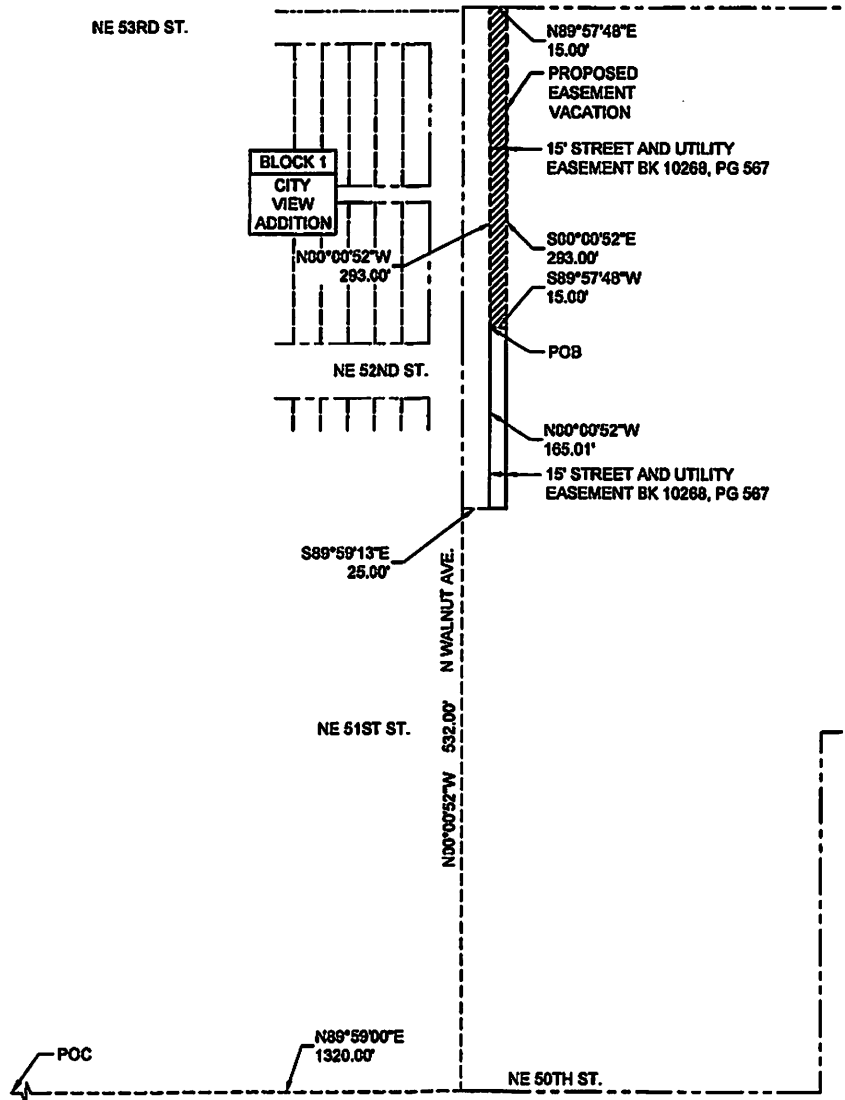 NE 53RD ST.
N89°57'48"E
15.00'
PROPOSED
EASEMENT
VACATION
15' STREET AND UTILITY
EASEMENT BK 10268, PG 567
BLOCK 1
CITY
VIEW
ADDITION
N00°00'52"W
293.00'
S00°00'52"E
293.00'
S89°57'48"W
15.00'
POB
NE 52ND ST.
N00°00'52"W
165.01'
15' STREET AND UTILITY
EASEMENT BK 10268, PG 567
S89°59'13"E
25.00'
N00°00'52"W 532.00' N WALNUT AVE.
NE 51ST ST.
POC
N89°59'00"E
1320.00'
NE 50TH ST.